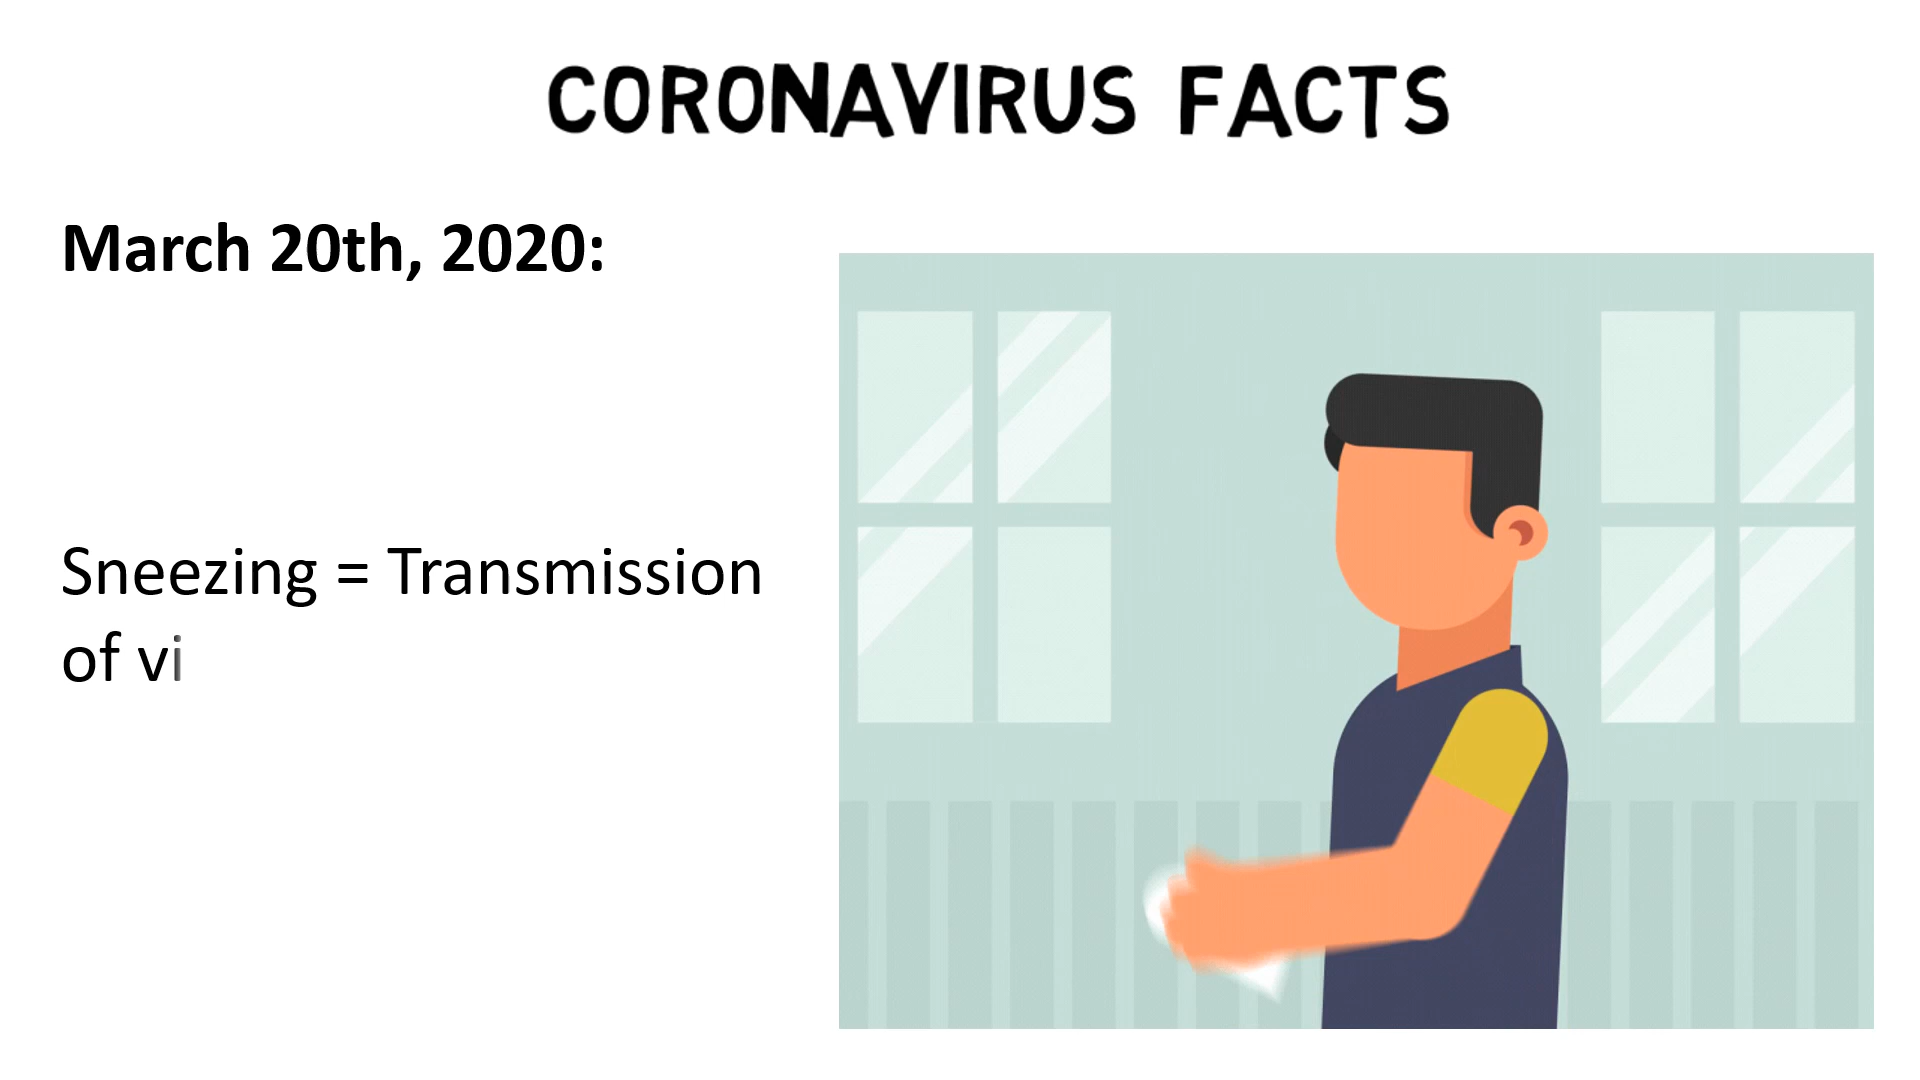 CORONAVIRUS FACTS
March 20th, 2020:
Sneezing = Transmission
of vi